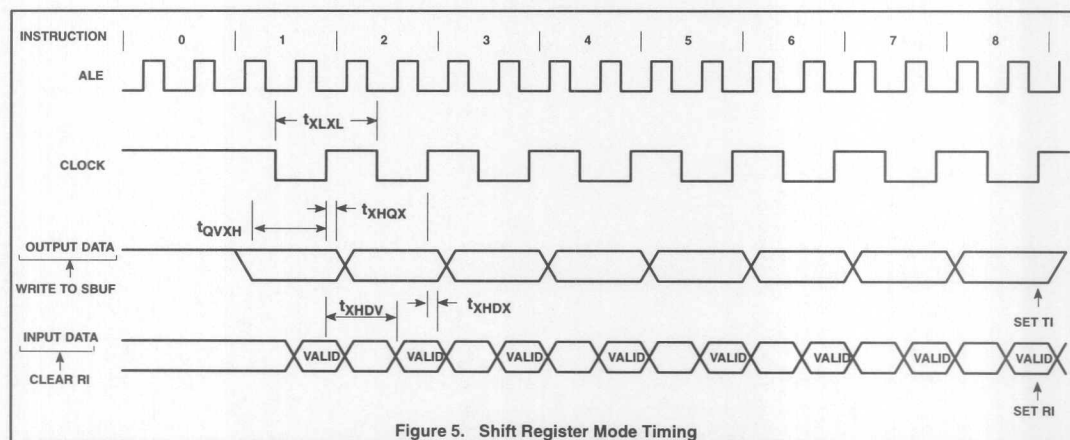 INSTRUCTION 0 1 2 3 4 5 6 7 8
ALE
tXLXL
CLOCK
tXHQX
tQVXH
OUTPUT DATA
WRITE TO SBUF
tXHDV tXHDX
SET TI
INPUT DATA
VALID VALID VALID VALID VALID VALID VALID VALID
CLEAR RI
SET RI
Figure 5. Shift Register Mode Timing